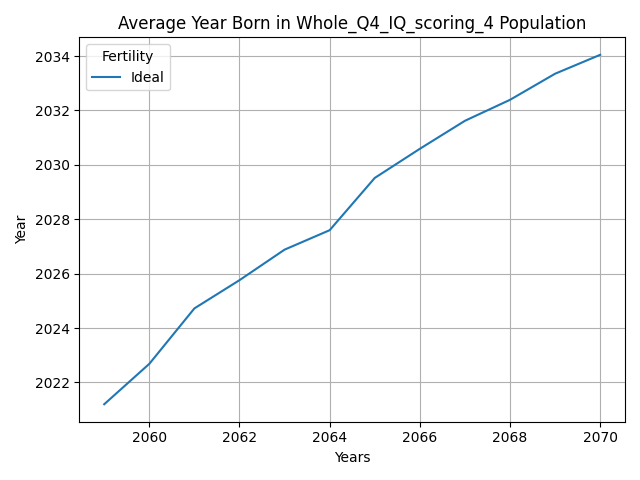 Average Year Born in Whole_Q4_IQ_scoring_4 Population
Fertility
Ideal
Year
2034
2032
2030
2028
2026
2024
2022
2060 2062 2064 2066 2068 2070
Years